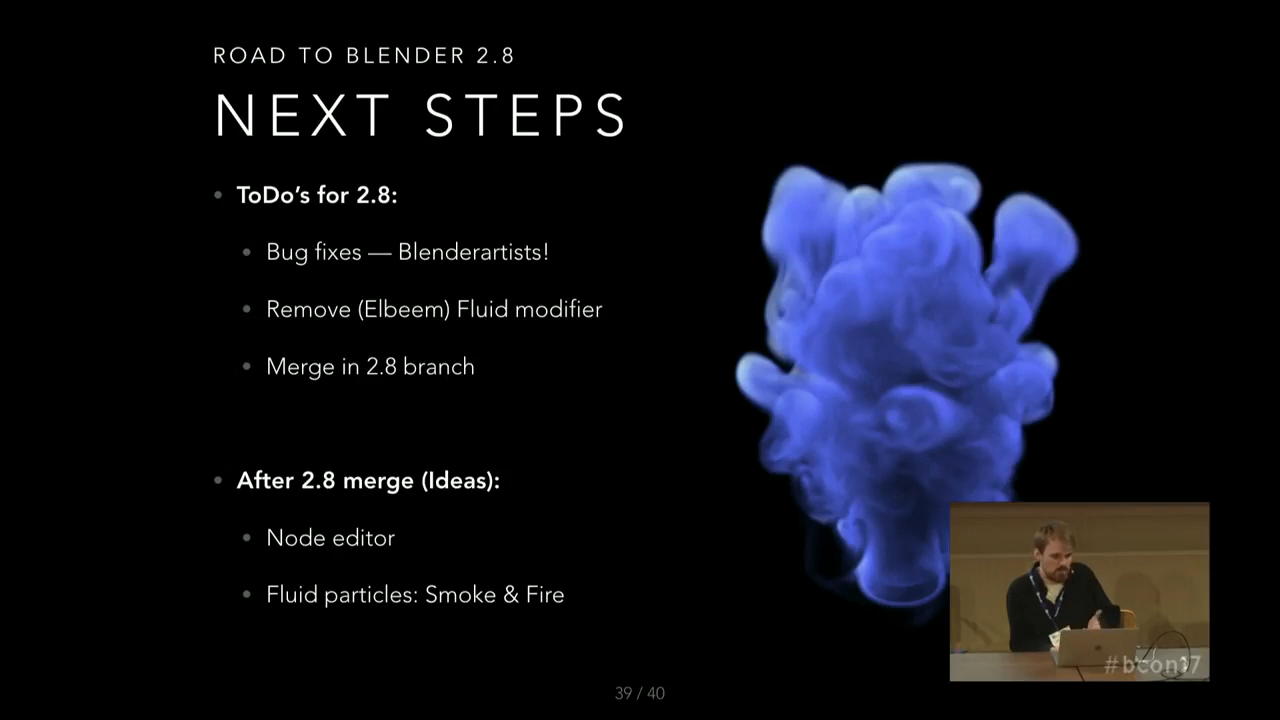 ROAD TO BLENDER 2.8
NEXT STEPS
• ToDo’s for 2.8:
• Bug fixes — Blenderartists!
• Remove (Elbeem) Fluid modifier
• Merge in 2.8 branch
• After 2.8 merge (Ideas):
• Node editor
• Fluid particles: Smoke & Fire
#bcon17
39 / 40